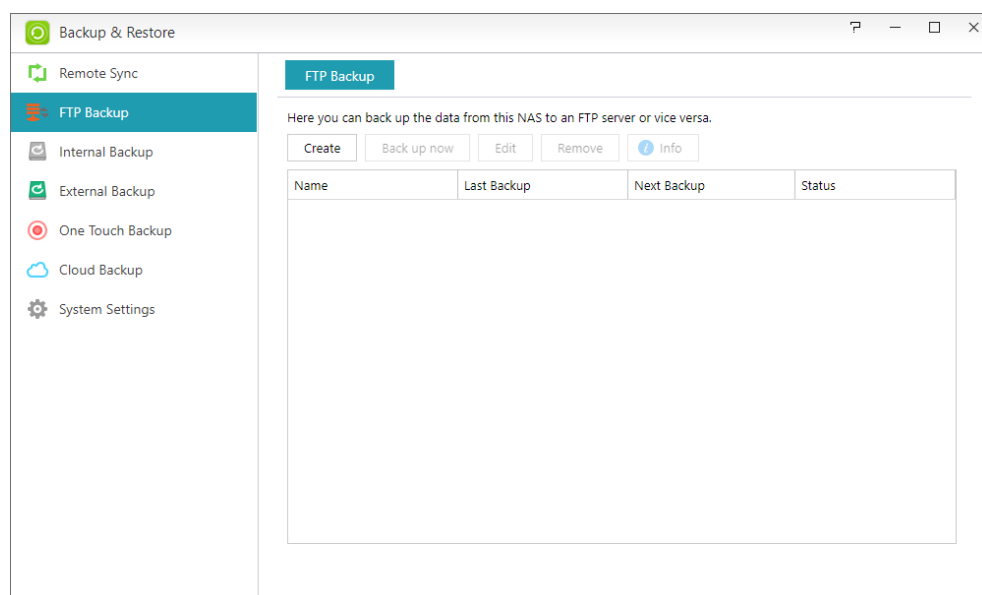 Backup & Restore
Remote Sync
FTP Backup
Internal Backup
External Backup
One Touch Backup
Cloud Backup
System Settings
FTP Backup
Here you can back up the data from this NAS to an FTP server or vice versa.
Create Back up now Edit Remove Info
Name Last Backup Next Backup Status